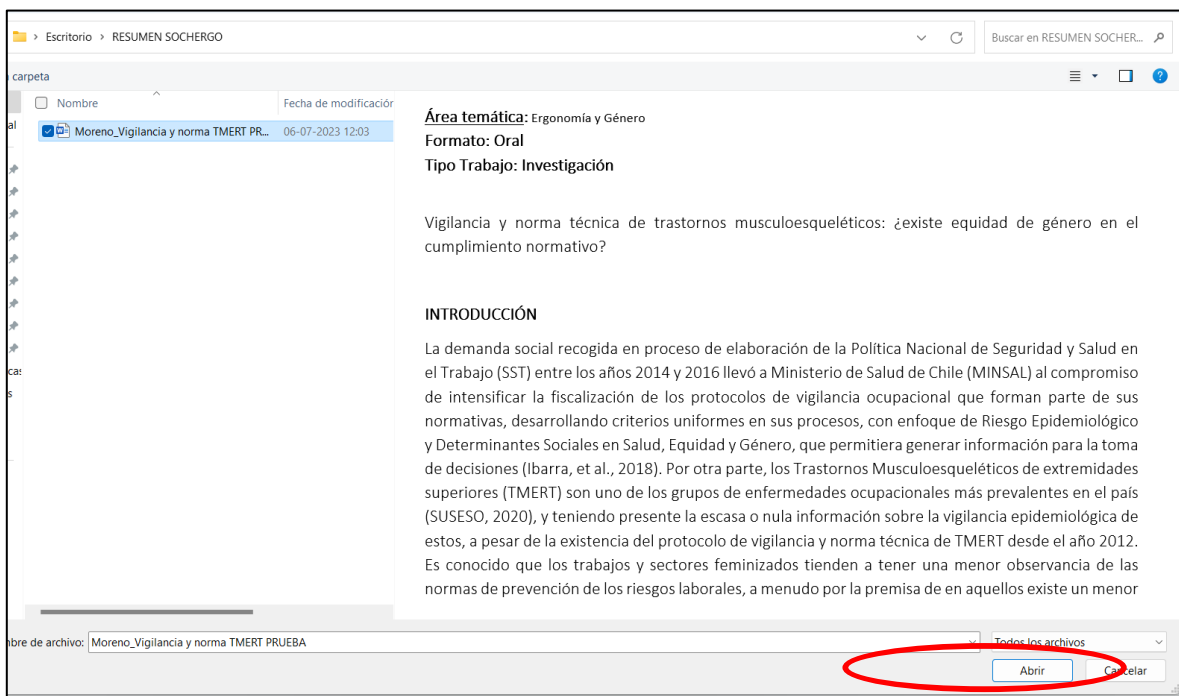 Escritorio > RESUMEN SOCHERGO
Buscar en RESUMEN SOCHER...
carpeta
Nombre
Fecha de modificación
al
Moreno_Vigilancia y norma TMERT PR...
06-07-2023 12:03
cas
s
Área temática: Ergonomía y Género
Formato: Oral
Tipo Trabajo: Investigación
Vigilancia y norma técnica de trastornos musculoesqueléticos: ¿existe equidad de género en el
cumplimiento normativo?
INTRODUCCIÓN
La demanda social recogida en proceso de elaboración de la Política Nacional de Seguridad y Salud en
el Trabajo (SST) entre los años 2014 y 2016 llevó a Ministerio de Salud de Chile (MINSAL) al compromiso
de intensificar la fiscalización de los protocolos de vigilancia ocupacional que forman parte de sus
normativas, desarrollando criterios uniformes en sus procesos, con enfoque de Riesgo Epidemiológico
y Determinantes Sociales en Salud, Equidad y Género, que permitiera generar información para la toma
de decisiones (Ibarra, et al., 2018). Por otra parte, los Trastornos Musculoesqueléticos de extremidades
superiores (TMERT) son uno de los grupos de enfermedades ocupacionales más prevalentes en el país
(SUSESO, 2020), y teniendo presente la escasa o nula información sobre la vigilancia epidemiológica de
estos, a pesar de la existencia del protocolo de vigilancia y norma técnica de TMERT desde el año 2012.
Es conocido que los trabajos y sectores feminizados tienden a tener una menor observancia de las
normas de prevención de los riesgos laborales, a menudo por la premisa de en aquellos existe un menor
mbre de archivo: Moreno_Vigilancia y norma TMERT PRUEBA
Todos los archivos
Abrir
Cancelar